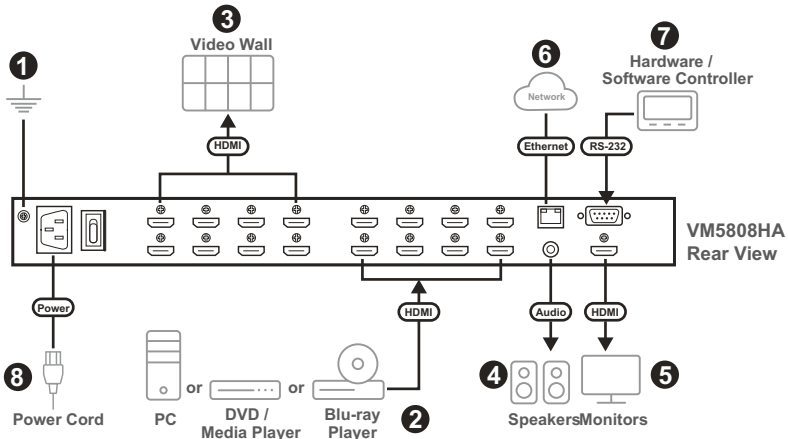 3
Video Wall
1
6
7
Hardware /
Software Controller
Network
HDMI
Ethernet
RS-232
VM5808HA
Rear View
Power
HDMI
Audio
HDMI
8
or
or
4
5
2
Power Cord
PC
DVD /
Media Player
Blu-ray
Player
Speakers
Monitors